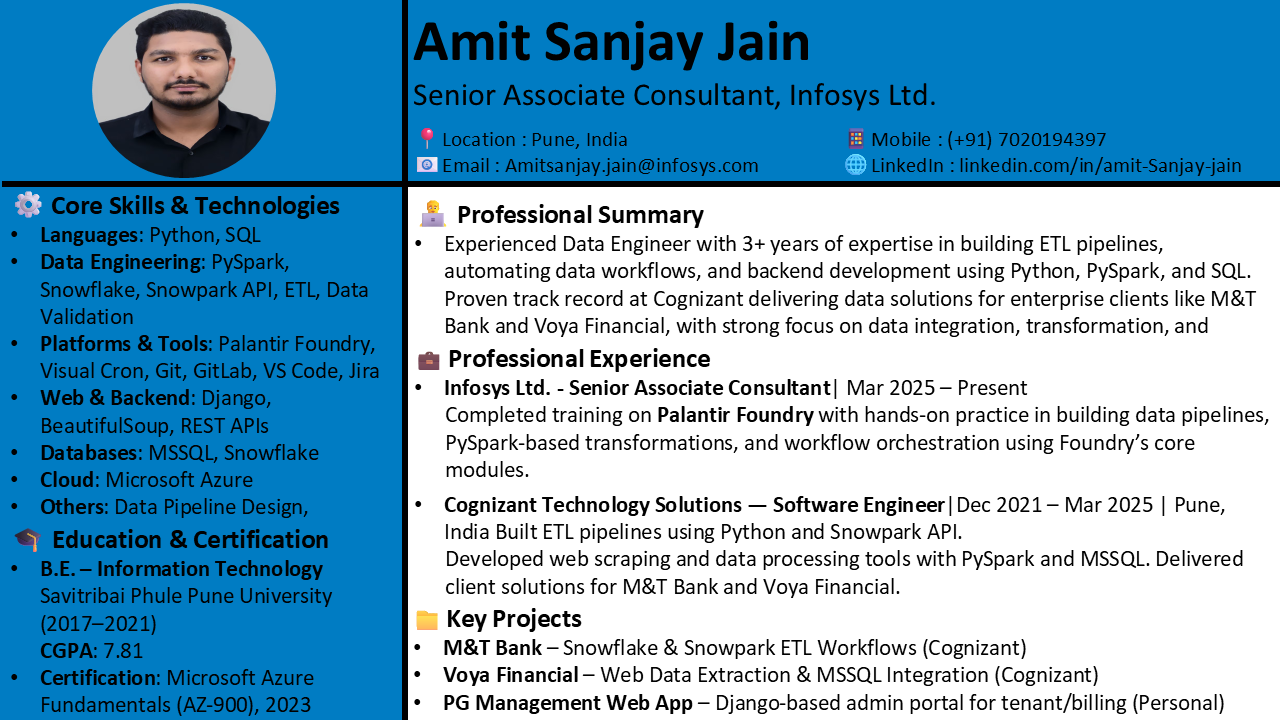 Amit Sanjay Jain
Senior Associate Consultant, Infosys Ltd.
Location : Pune, India
Mobile : (+91) 7020194397
Email : Amitsanjay.jain@infosys.com
LinkedIn : linkedin.com/in/amit-Sanjay-jain
Core Skills & Technologies
• Languages: Python, SQL
• Data Engineering: PySpark,
Snowflake, Snowpark API, ETL, Data
Validation
• Platforms & Tools: Palantir Foundry,
Visual Cron, Git, GitLab, VS Code, Jira
• Web & Backend: Django,
BeautifulSoup, REST APIs
• Databases: MSSQL, Snowflake
• Cloud: Microsoft Azure
• Others: Data Pipeline Design,
Education & Certification
• B.E. – Information Technology
Savitribai Phule Pune University
(2017–2021)
CGPA: 7.81
• Certification: Microsoft Azure
Fundamentals (AZ-900), 2023
Professional Summary
• Experienced Data Engineer with 3+ years of expertise in building ETL pipelines,
automating data workflows, and backend development using Python, PySpark, and SQL.
Proven track record at Cognizant delivering data solutions for enterprise clients like M&T
Bank and Voya Financial, with strong focus on data integration, transformation, and
Professional Experience
• Infosys Ltd. - Senior Associate Consultant| Mar 2025 – Present
Completed training on Palantir Foundry with hands-on practice in building data pipelines,
PySpark-based transformations, and workflow orchestration using Foundry’s core
modules.
• Cognizant Technology Solutions — Software Engineer|Dec 2021 – Mar 2025 | Pune,
India Built ETL pipelines using Python and Snowpark API.
Developed web scraping and data processing tools with PySpark and MSSQL. Delivered
client solutions for M&T Bank and Voya Financial.
Key Projects
• M&T Bank – Snowflake & Snowpark ETL Workflows (Cognizant)
• Voya Financial – Web Data Extraction & MSSQL Integration (Cognizant)
• PG Management Web App – Django-based admin portal for tenant/billing (Personal)